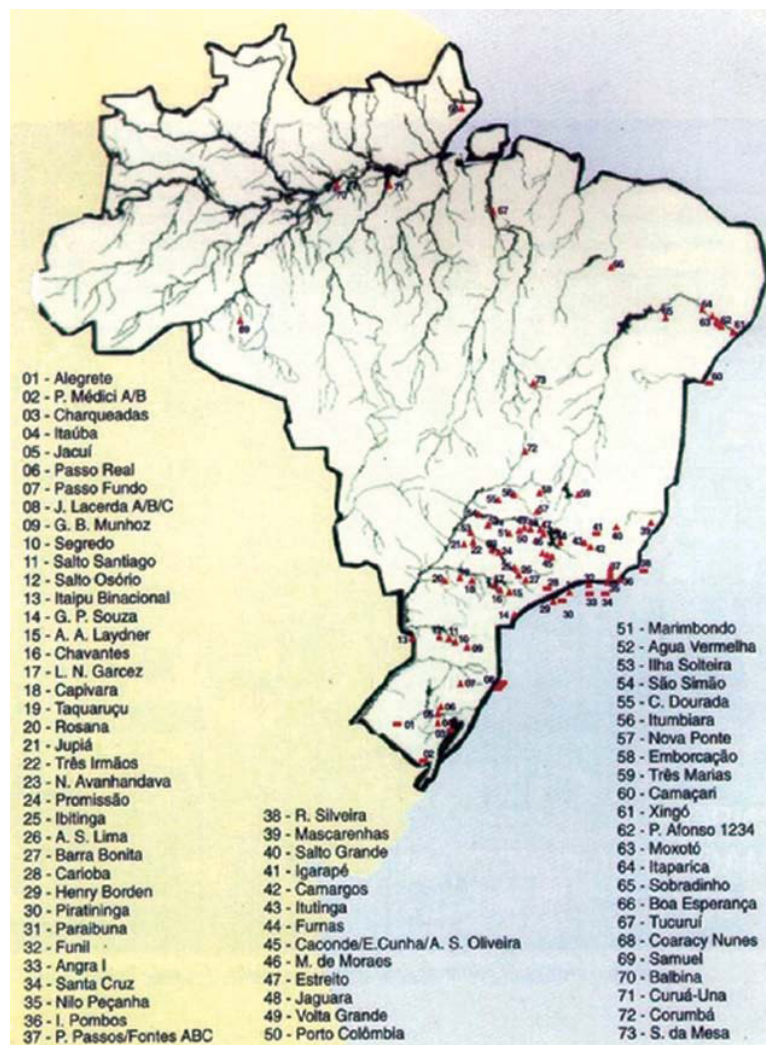 01 - Alegrete
02 - P. Médici A/B
03 - Charqueadas
04 - Itaúba
05 - Jacuí
06 - Passo Real
07 - Passo Fundo
08 - J. Lacerda A/B/C
09 - G. B. Munhoz
10 - Segredo
11 - Salto Santiago
12 - Salto Osório
13 - Itaipu Binacional
14 - G. P. Souza
15 - A. A. Laydner
16 - Chavantes
17 - L. N. Garcez
18 - Capivara
19 - Taquaruçu
20 - Rosana
21 - Jupiá
22 - Três Irmãos
23 - N. Avanhandava
24 - Promissão
25 - Ibitinga
26 - A. S. Lima
27 - Barra Bonita
28 - Carioba
29 - Henry Borden
30 - Piratininga
31 - Paraibuna
32 - Funil
33 - Angra I
34 - Santa Cruz
35 - Nilo Peçanha
36 - I. Pombos
37 - P. Passos/Fontes ABC
38 - R. Silveira
39 - Mascarenhas
40 - Salto Grande
41 - Igarapé
42 - Camargos
43 - Itutinga
44 - Furnas
45 - Caconde/E.Cunha/A. S. Oliveira
46 - M. de Moraes
47 - Estreito
48 - Jaguara
49 - Volta Grande
50 - Porto Colômbia
51 - Marimbondo
52 - Agua Vermelha
53 - Ilha Solteira
54 - São Simão
55 - C. Dourada
56 - Itumbiara
57 - Nova Ponte
58 - Emborcação
59 - Três Marias
60 - Camaçari
61 - Xingó
62 - P. Afonso 1234
63 - Moxotó
64 - Itaparica
65 - Sobradinho
66 - Boa Esperança
67 - Tucuruí
68 - Coaracy Nunes
69 - Samuel
70 - Balbina
71 - Curuá-Una
72 - Corumbá
73 - S. da Mesa